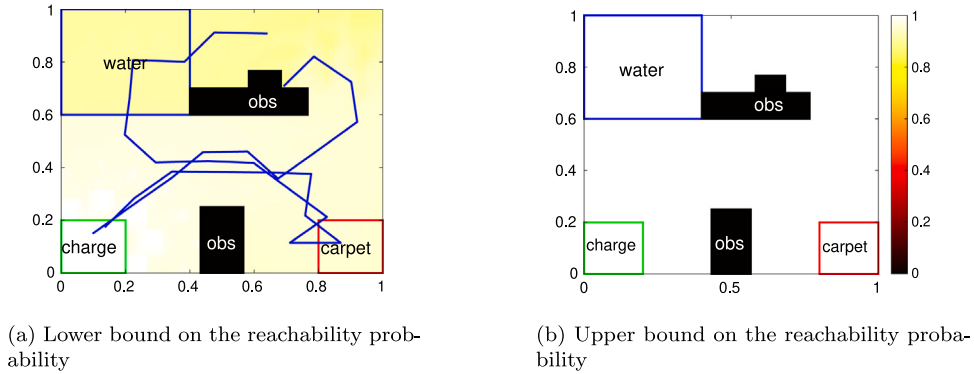 1
0.8
0.6
0.4
0.2
0
0 0.2 0.4 0.6 0.8 1
water
obs
charge
obs
carpet
(a) Lower bound on the reachability prob-
ability
1
0.8
0.6
0.4
0.2
0
0 0.5 1
water
obs
charge
obs
carpet
1
0.8
0.6
0.4
0.2
0
(b) Upper bound on the reachability proba-
bility